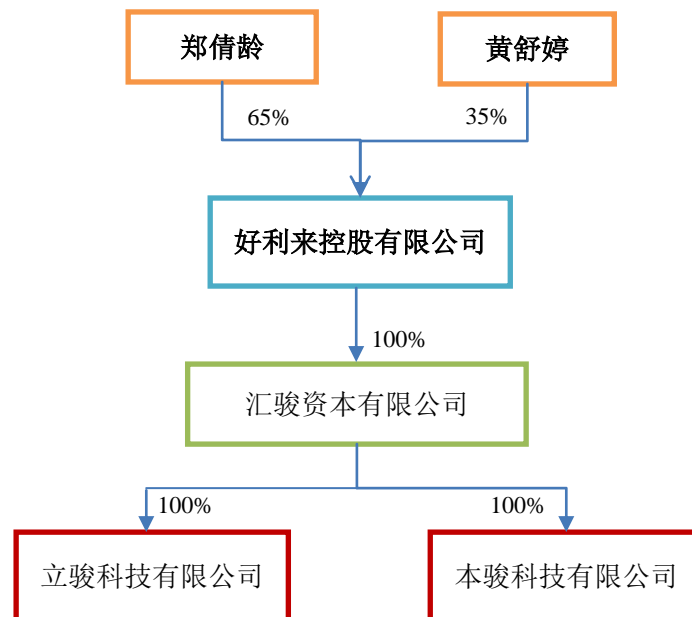 郑倩龄
黄舒婷
65%
35%
好利来控股有限公司
100%
汇骏资本有限公司
100%
100%
立骏科技有限公司
本骏科技有限公司